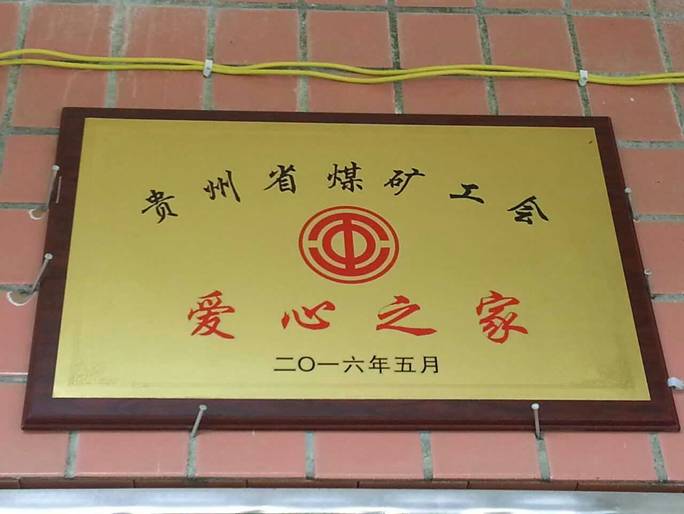 贵州省煤矿工会
爱心之家
二〇一六年五月